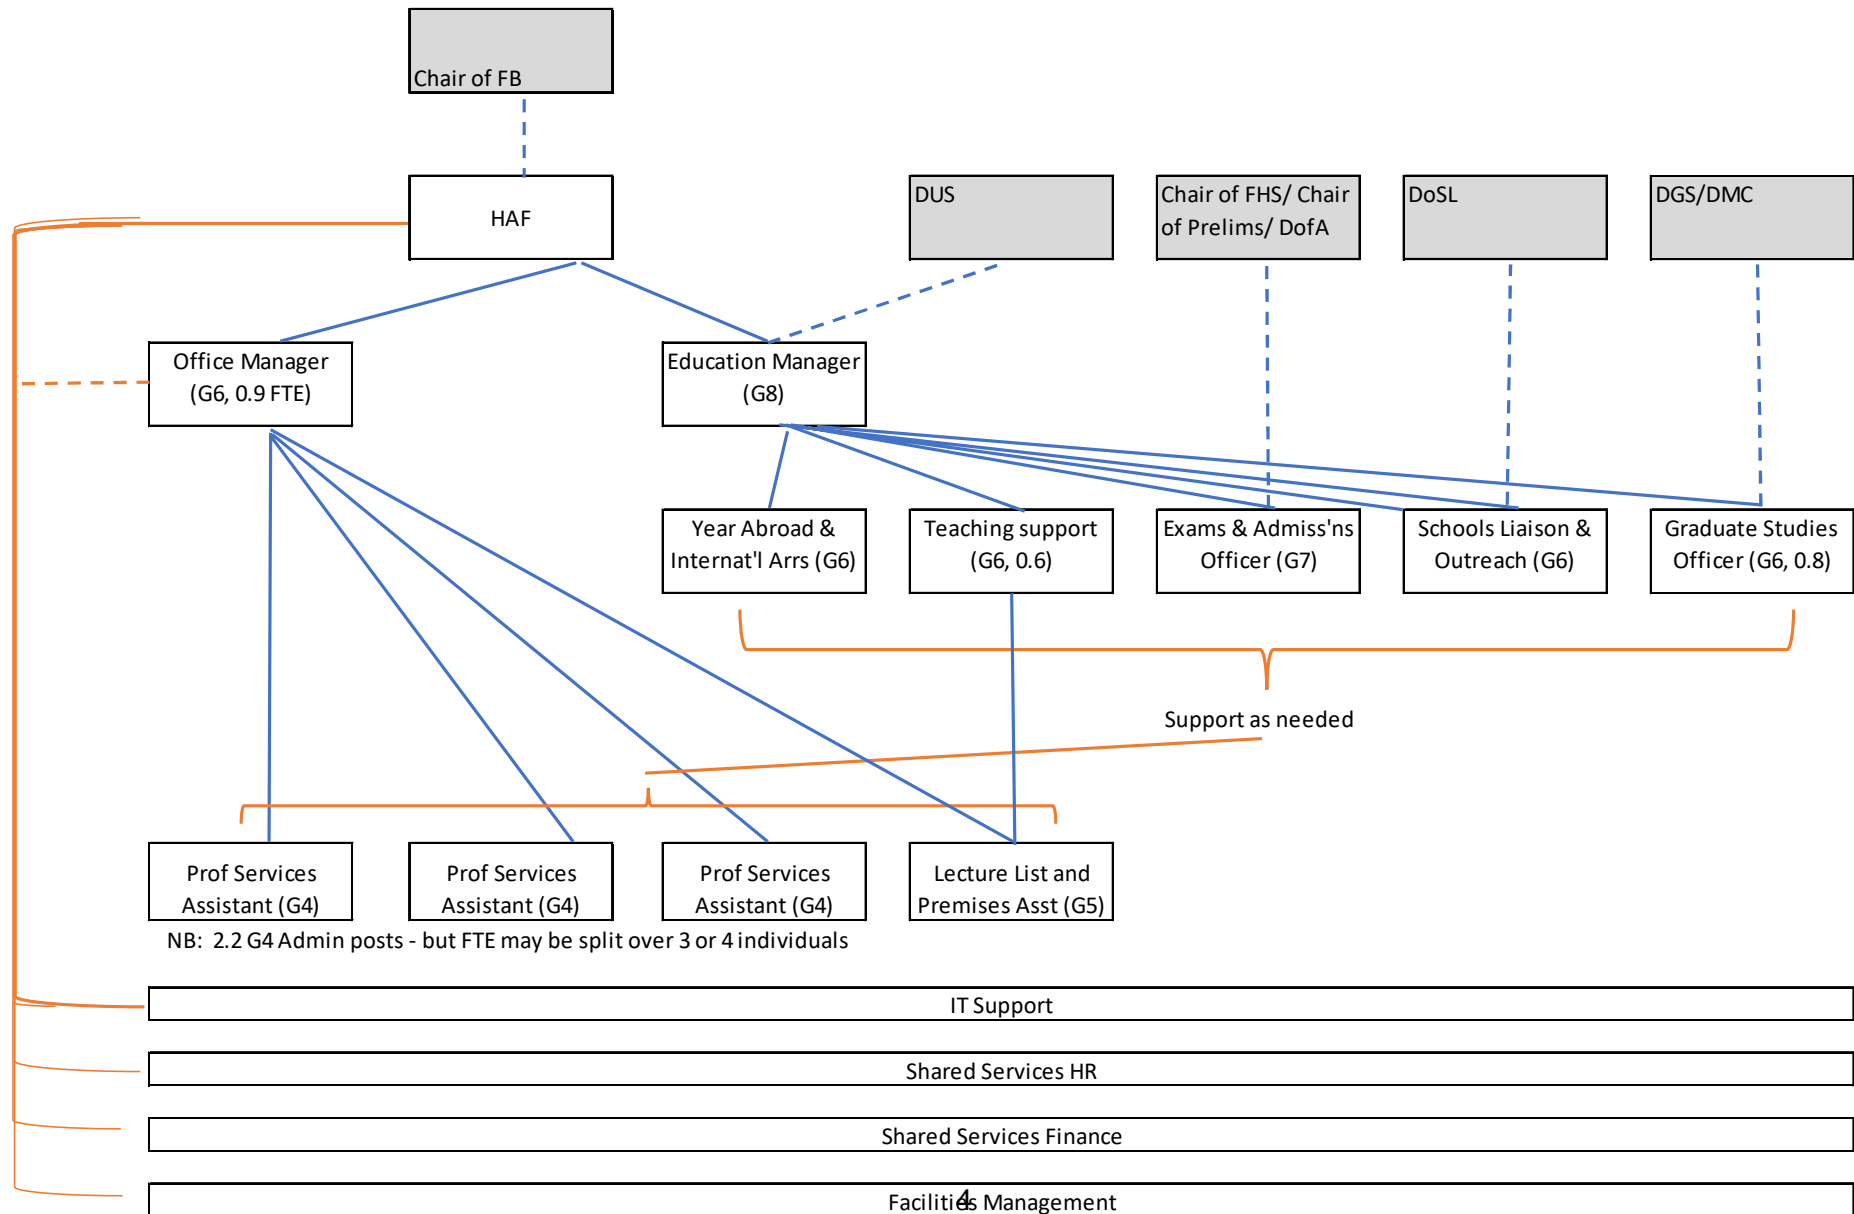 Chair of FB
HAF
DUS
Chair of FHS/ Chair
of Prelims/ DofA
DoSL
DGS/DMC
Office Manager
(G6, 0.9 FTE)
Education Manager
(G8)
Year Abroad &
Internat'l Arrs (G6)
Teaching support
(G6, 0.6)
Exams & Admiss'ns
Officer (G7)
Schools Liaison &
Outreach (G6)
Graduate Studies
Officer (G6, 0.8)
Support as needed
Prof Services
Assistant (G4)
Prof Services
Assistant (G4)
Prof Services
Assistant (G4)
Lecture List and
Premises Asst (G5)
NB: 2.2 G4 Admin posts - but FTE may be split over 3 or 4 individuals
IT Support
Shared Services HR
Shared Services Finance
Facilities Management
4